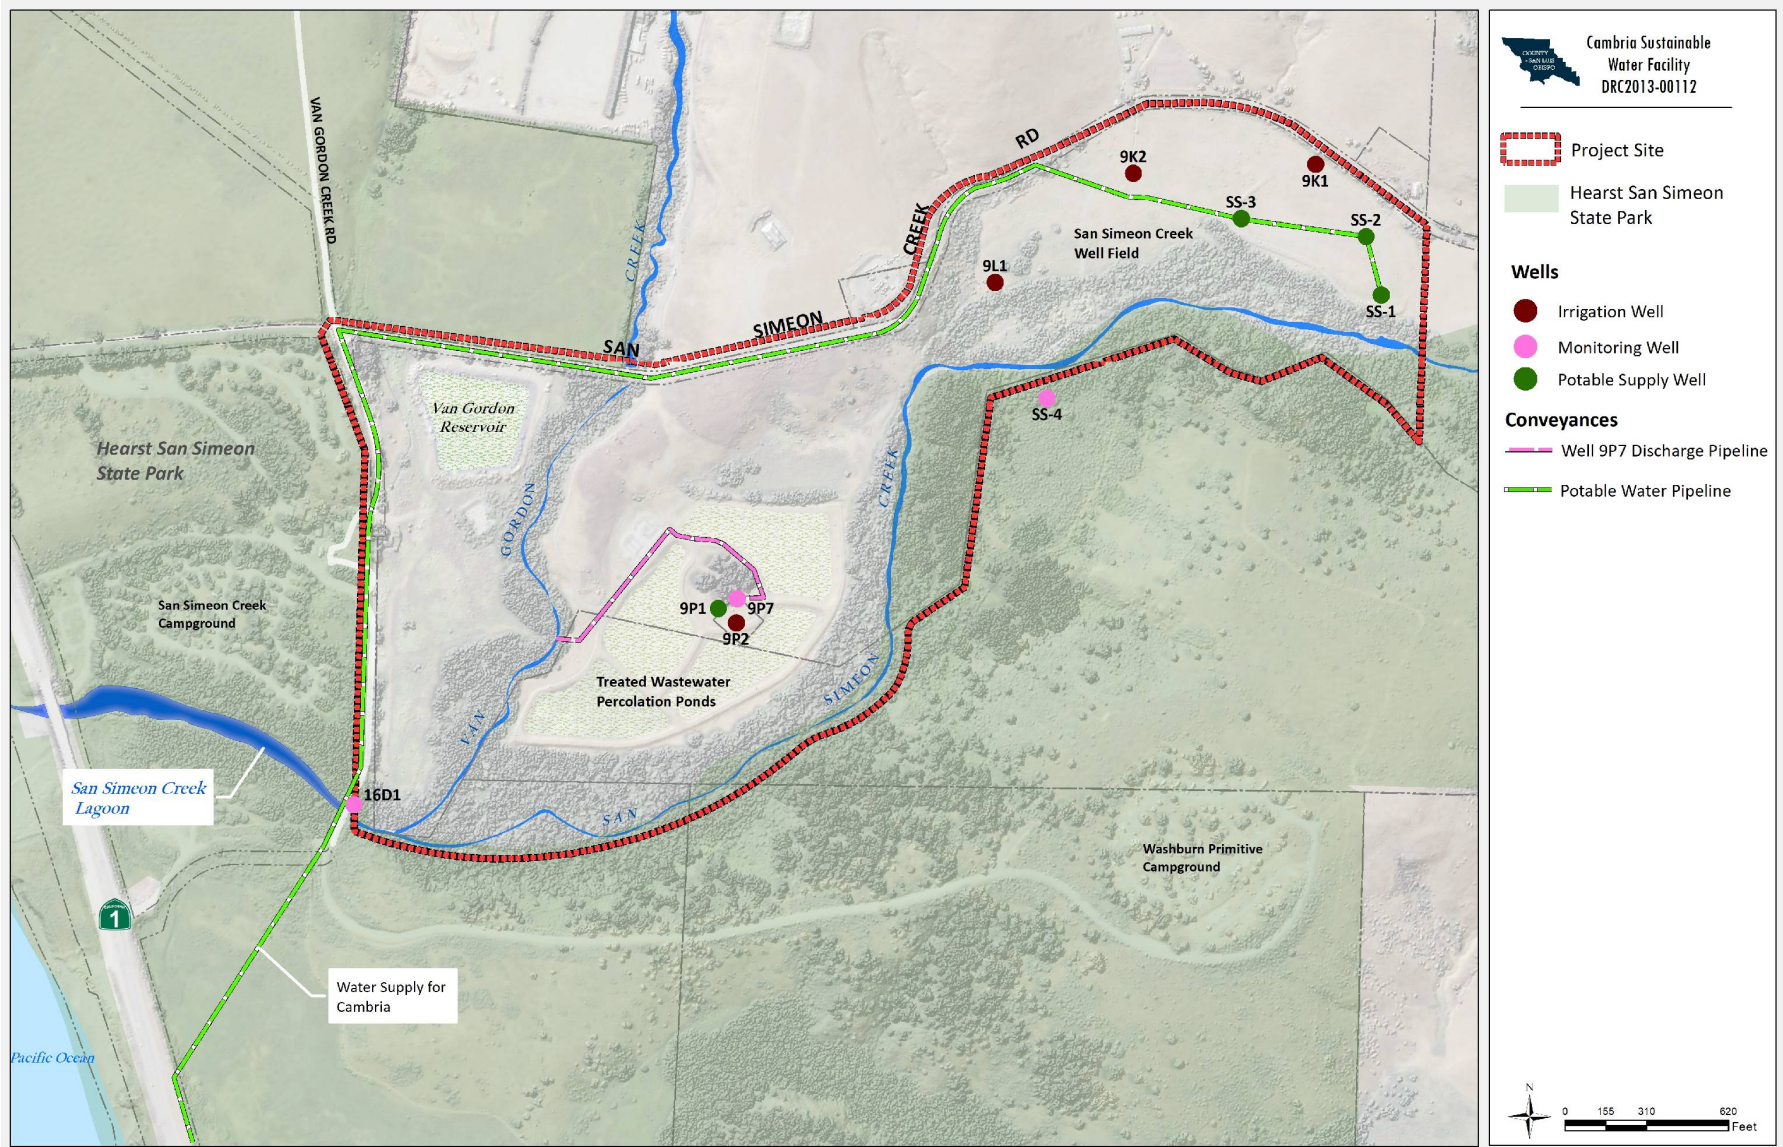 VAN GORDON CREEK RD
CREEK
SAN
SIMEON
CREEK
RD
9K2
9K1
SS-3
SS-2
San Simeon Creek
Well Field
9L1
SS-1
Van Gordon
Reservoir
SS-4
Hearst San Simeon
State Park
GORDON
CREEK
San Simeon Creek
Campground
9P1
9P7
9P2
Treated Wastewater
Percolation Ponds
SIMEON
VAN
San Simeon Creek
Lagoon
16D1
SAN
Washburn Primitive
Campground
1
Water Supply for
Cambria
Pacific Ocean
COUNTY
SAN LUIS
OBISPO
Cambria Sustainable
Water Facility
DRC2013-00112
Project Site
Hearst San Simeon
State Park
Wells
Irrigation Well
Monitoring Well
Potable Supply Well
Conveyances
Well 9P7 Discharge Pipeline
Potable Water Pipeline
N
0 155 310 620
Feet